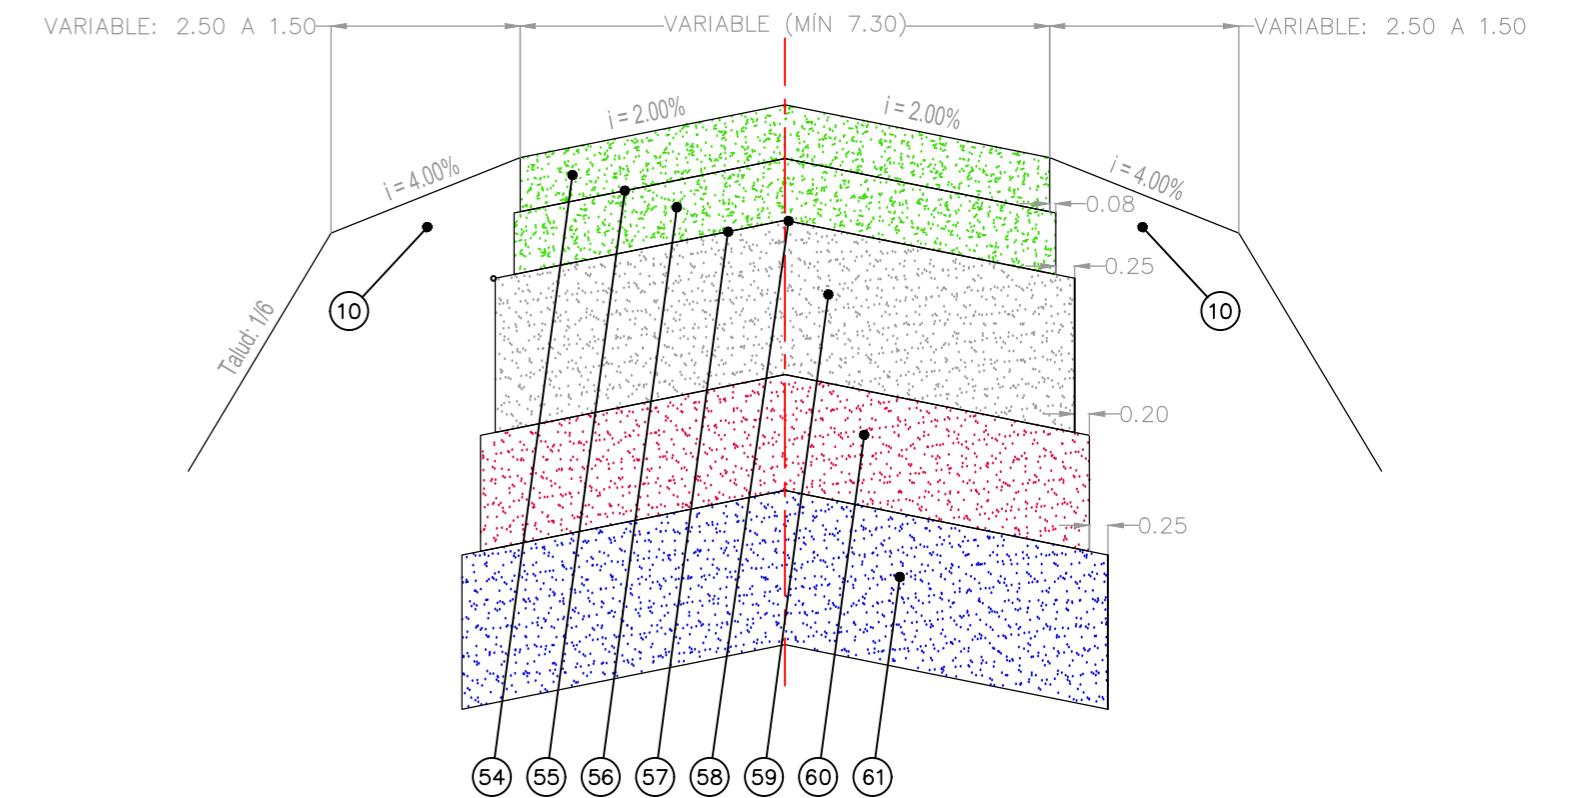 VARIABLE: 2.50 A 1.50
VARIABLE (MÍN 7.30)
VARIABLE: 2.50 A 1.50
i = 2.00%
i = 2.00%
i = 4.00%
i = 4.00%
0.08
0.25
10
10
Talud: 1/6
0.20
0.25
54
55
56
57
58
59
60
61